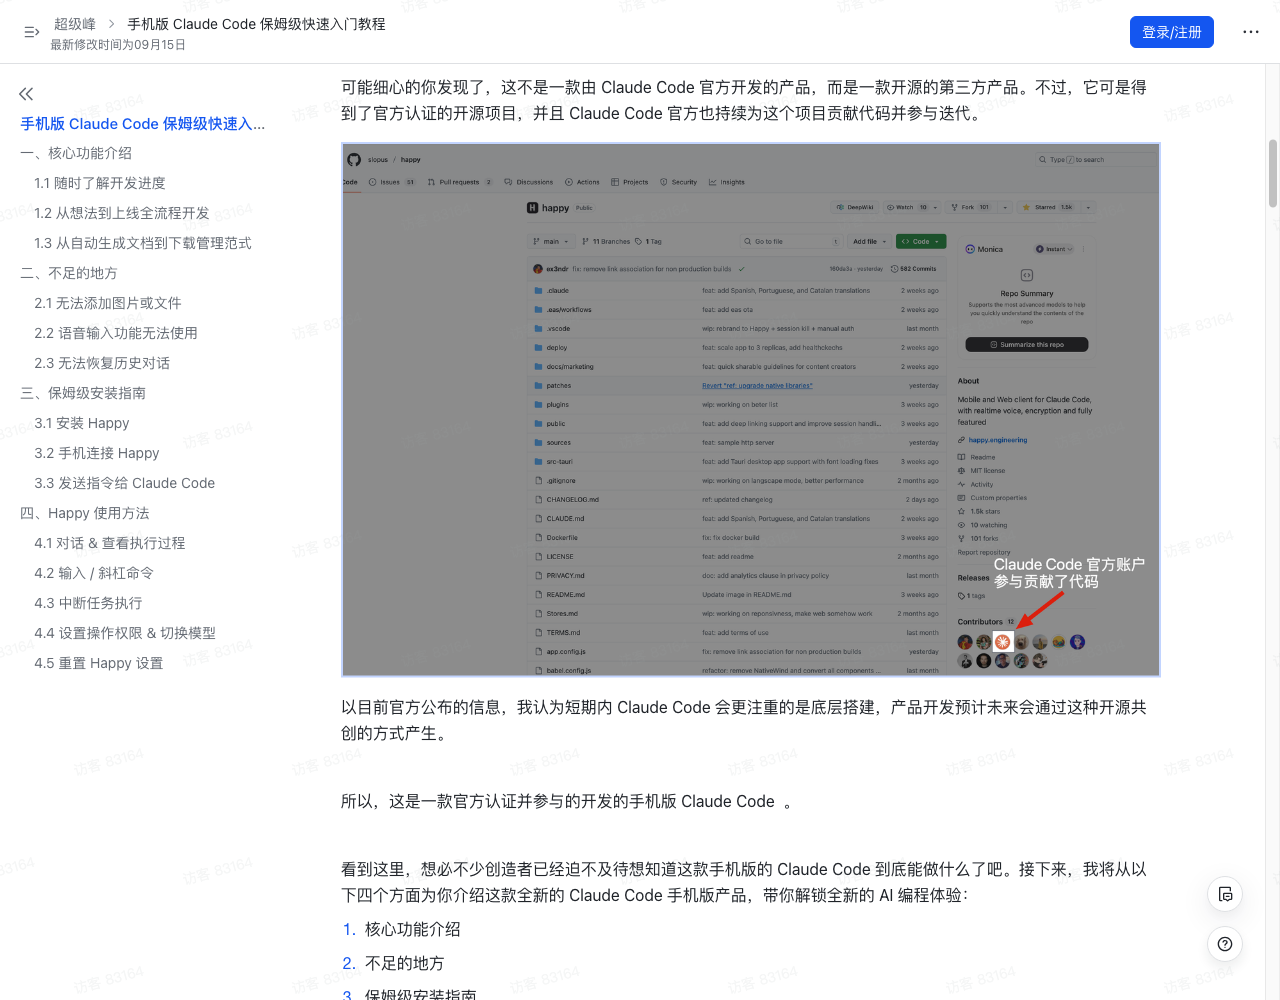 超级峰 > 手机版 Claude Code 保姆级快速入门教程
最新修改时间为09月15日
登录/注册
手机版 Claude Code 保姆级快速入...
一、核心功能介绍
1.1 随时了解开发进度
1.2 从想法到上线全流程开发
1.3 从自动生成文档到下载管理范式
二、不足的地方
2.1 无法添加图片或文件
2.2 语音输入功能无法使用
2.3 无法恢复历史对话
三、保姆级安装指南
3.1 安装 Happy
3.2 手机连接 Happy
3.3 发送指令给 Claude Code
四、Happy 使用方法
4.1 对话 & 查看执行过程
4.2 输入 / 斜杠命令
4.3 中断任务执行
4.4 设置操作权限 & 切换模型
4.5 重置 Happy 设置
可能细心的你发现了，这不是一款由 Claude Code 官方开发的产品，而是一款开源的第三方产品。不过，它可是得
到了官方认证的开源项目，并且 Claude Code 官方也持续为这个项目贡献代码并参与迭代。
slopus / happy
Type / to search
Code Issues 51 Pull requests 2 Discussions Actions Projects Security Insights
happy Public
DeepWiki Watch 10 Fork 101 Starred 1.5k
main 11 Branches 1 Tag Go to file t Add file Code
ex3ndr fix: remove link association for non production builds · yesterday 582 Commits
.claude feat: add Spanish, Portuguese, and Catalan translations 2 weeks ago
.eas/workflows feat: add eas ota 2 weeks ago
.vscode wip: rebrand to Happy + session kill + manual auth last month
deploy feat: scale app to 3 replicas, add healthchecks 2 weeks ago
docs/marketing feat: quick sharable guidelines for content creators 2 weeks ago
patches Revert "ref: upgrade native libraries" yesterday
plugins wip: working on beter list 3 weeks ago
public feat: add deep linking support and improve session handli... 3 weeks ago
sources feat: sample http server yesterday
src-tauri feat: add Tauri desktop app support with font loading fixes 3 weeks ago
.gitignore wip: working on langscape mode, better performance 2 months ago
CHANGELOG.md ref: updated changelog 2 days ago
CLAUDE.md feat: add Spanish, Portuguese, and Catalan translations 2 weeks ago
Dockerfile fix: fix docker build 3 weeks ago
LICENSE feat: add readme 2 months ago
PRIVACY.md doc: add analytics clause in privacy policy last month
README.md Update image in README.md 3 weeks ago
Stores.md wip: working on reponsivness, make web somehow work 2 months ago
TERMS.md feat: add terms of use last month
app.config.js fix: remove link association for non production builds yesterday
babel.config.js refactor: remove NativeWind and convert all components ... last month
Monica Instant
Repo Summary
Supports the most advanced models to help
you quickly understand the contents of the
repo
Summarize this repo
About
Mobile and Web client for Claude Code,
with realtime voice, encryption and fully
featured
happy.engineering
Readme
MIT license
Activity
Custom properties
1.5k stars
10 watching
101 forks
Report repository
Releases
1 tags
Contributors 12
Claude Code 官方账户
参与贡献了代码
以目前官方公布的信息，我认为短期内 Claude Code 会更注重的是底层搭建，产品开发预计未来会通过这种开源共
创的方式产生。
所以，这是一款官方认证并参与的开发的手机版 Claude Code 。
看到这里，想必不少创造者已经迫不及待想知道这款手机版的 Claude Code 到底能做什么了吧。接下来，我将从以
下四个方面为你介绍这款全新的 Claude Code 手机版产品，带你解锁全新的 AI 编程体验：
1. 核心功能介绍
2. 不足的地方
3. 保姆级安装指南
访客 83164